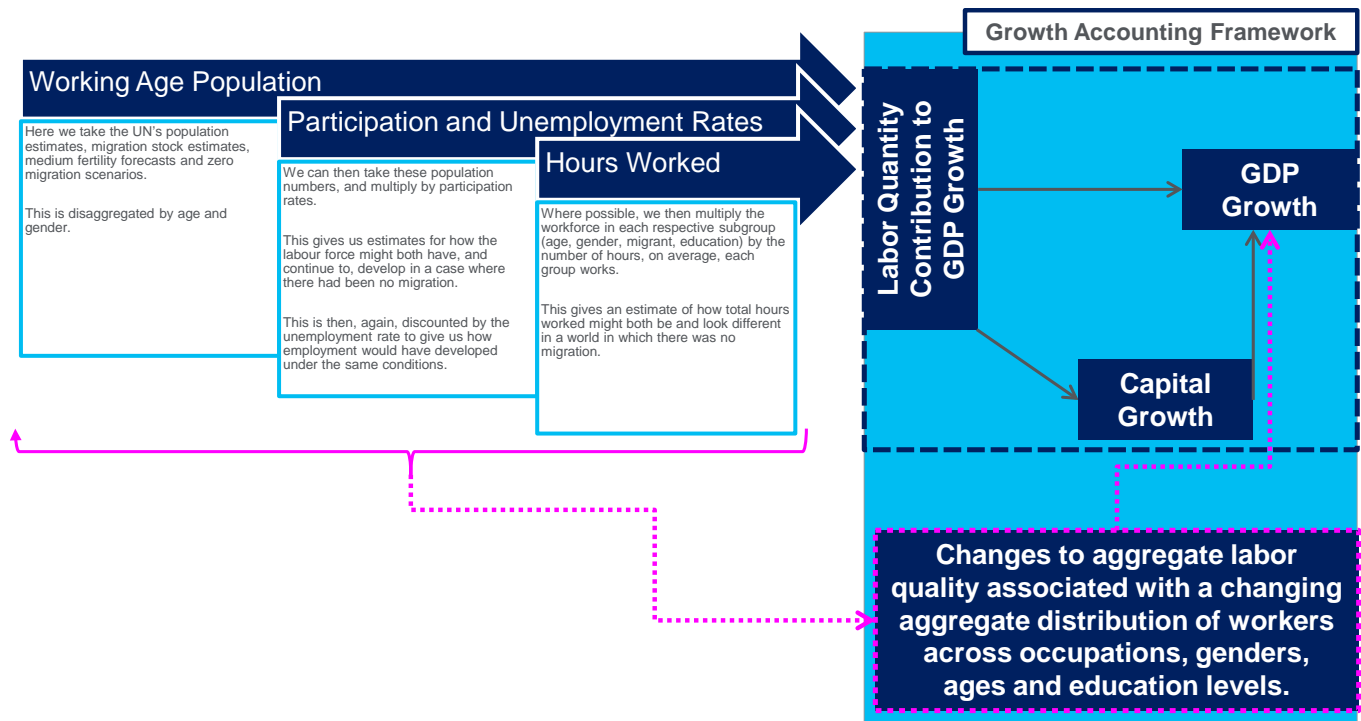 Growth Accounting Framework
Working Age Population
Here we take the UN's population
estimates, migration stock estimates,
medium fertility forecasts and zero
migration scenarios.
This is disaggregated by age and
gender.
Participation and Unemployment Rates
We can then take these population
numbers, and multiply by participation
rates.
This gives us estimates for how the
labour force might both have, and
continue to, develop in a case where
there had been no migration.
This is then, again, discounted by the
unemployment rate to give us how
employment would have developed
under the same conditions.
Hours Worked
Where possible, we then multiply the
workforce in each respective subgroup
(age, gender, migrant, education) by the
number of hours, on average, each
group works.
This gives an estimate of how total hours
worked might both be and look different
in a world in which there was no
migration.
Labor Quantity
Contribution to
GDP Growth
GDP
Growth
Capital
Growth
Changes to aggregate labor
quality associated with a changing
aggregate distribution of workers
across occupations, genders,
ages and education levels.